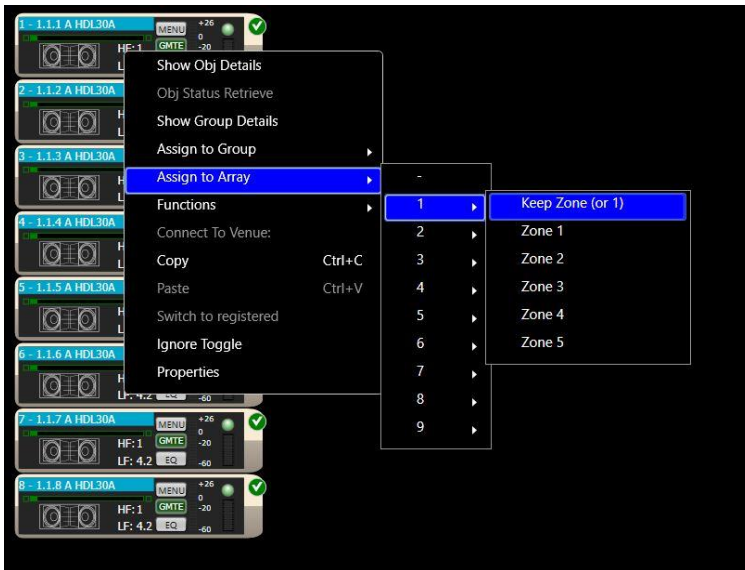 1 - 1.1.1 A HDL30A
MENU
+26
0
HF: 1
GMTE
-20
L
Show Obj Details
2 - 1.1.2 A HDL30A
Obj Status Retrieve
H
Show Group Details
L
3 - 1.1.3 A HDL30A
Assign to Group
Assign to Array
-
H
L
Functions
1
Keep Zone (or 1)
4 - 1.1.4 A HDL30A
Connect To Venue:
2
Zone 1
H
L
Copy
Ctrl+C
3
Zone 2
5 - 1.1.5 A HDL30A
Paste
Ctrl+V
4
Zone 3
H
L
Switch to registered
5
Zone 4
6 - 1.1.6 A HDL30A
Ignore Toggle
6
Zone 5
H
Properties
7
LF: 4.2
EQ
-60
8
7 - 1.1.7 A HDL30A
MENU
+26
9
0
HF: 1
GMTE
-20
LF: 4.2
EQ
-60
8 - 1.1.8 A HDL30A
MENU
+26
0
HF: 1
GMTE
-20
LF: 4.2
EQ
-60